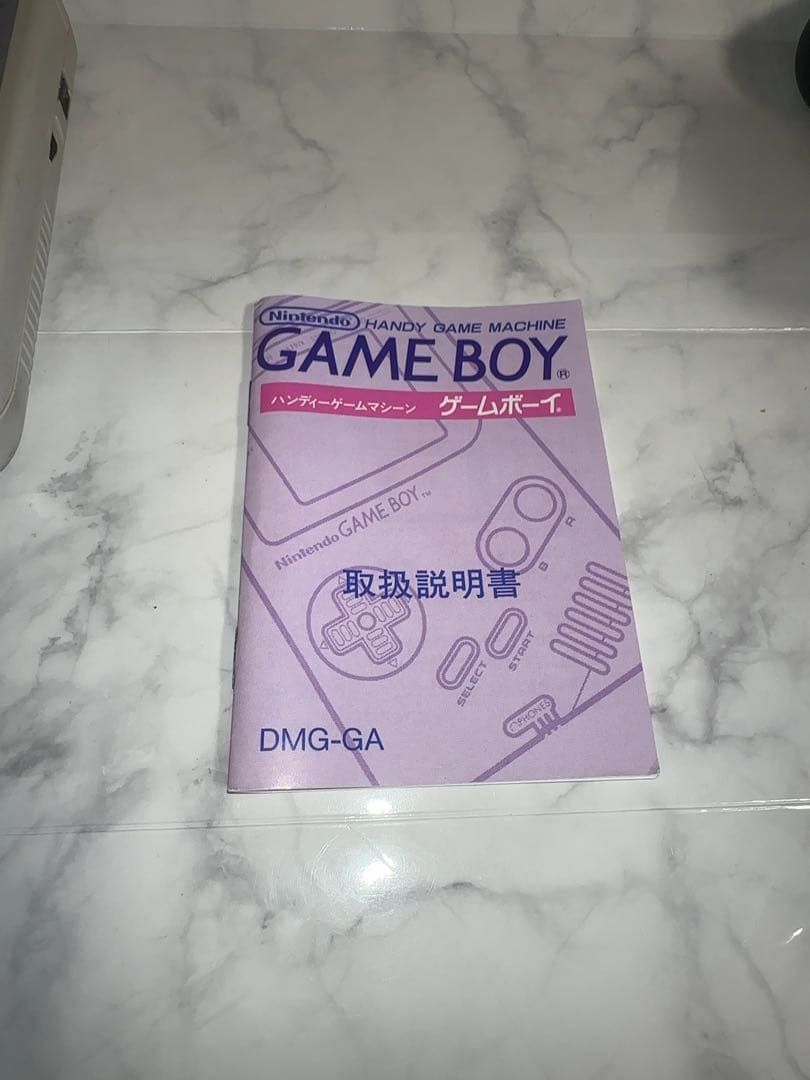 Nintendo HANDY GAME MACHINE
GAME BOY®
ハンディーゲームマシーン ゲームボーイ®
Nintendo GAME BOY™
B A
取扱説明書
SELECT START
PHONES
DMG-GA